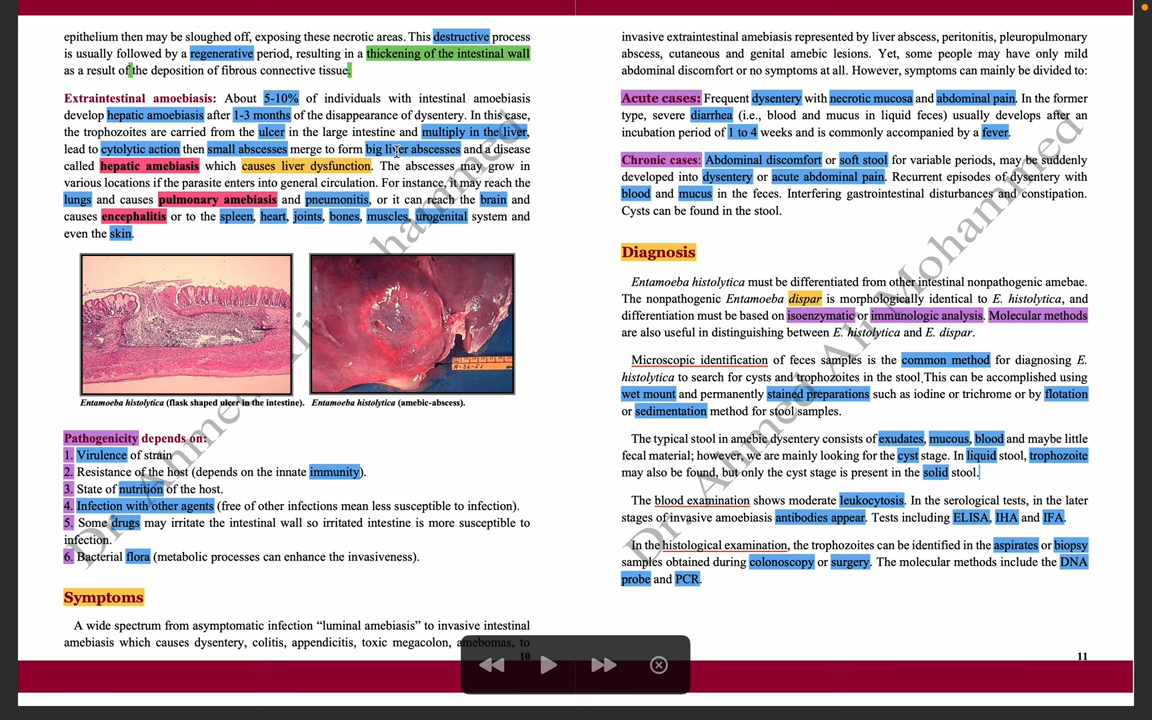 epithelium then may be sloughed off, exposing these necrotic areas. This destructive process
is usually followed by a regenerative period, resulting in a thickening of the intestinal wall
as a result of the deposition of fibrous connective tissue.
Extraintestinal amoebiasis: About 5-10% of individuals with intestinal amoebiasis
develop hepatic amoebiasis after 1-3 months of the disappearance of dysentery. In this case,
the trophozoites are carried from the ulcer in the large intestine and multiply in the liver,
lead to cytolytic action then small abscesses merge to form big liver abscesses and a disease
called hepatic amebiasis which causes liver dysfunction. The abscesses may grow in
various locations if the parasite enters into general circulation. For instance, it may reach the
lungs and causes pulmonary amebiasis and pneumonitis, or it can reach the brain and
causes encephalitis or to the spleen, heart, joints, bones, muscles, urogenital system and
even the skin.
A-36-51
Entamoeba histolytica (flask shaped ulcer in the intestine). Entamoeba histolytica (amebic-abscess).
Pathogenicity depends on:
1. Virulence of strain
2. Resistance of the host (depends on the innate immunity).
3. State of nutrition of the host.
4. Infection with other agents (free of other infections mean less susceptible to infection).
5. Some drugs may irritate the intestinal wall so irritated intestine is more susceptible to
infection.
6. Bacterial flora (metabolic processes can enhance the invasiveness).
Symptoms
A wide spectrum from asymptomatic infection “luminal amebiasis” to invasive intestinal
amebiasis which causes dysentery, colitis, appendicitis, toxic megacolon, amebomas, to
10
invasive extraintestinal amebiasis represented by liver abscess, peritonitis, pleuropulmonary
abscess, cutaneous and genital amebic lesions. Yet, some people may have only mild
abdominal discomfort or no symptoms at all. However, symptoms can mainly be divided to:
Acute cases: Frequent dysentery with necrotic mucosa and abdominal pain. In the former
type, severe diarrhea (i.e., blood and mucus in liquid feces) usually develops after an
incubation period of 1 to 4 weeks and is commonly accompanied by a fever.
Chronic cases: Abdominal discomfort or soft stool for variable periods, may be suddenly
developed into dysentery or acute abdominal pain. Recurrent episodes of dysentery with
blood and mucus in the feces. Interfering gastrointestinal disturbances and constipation.
Cysts can be found in the stool.
Diagnosis
Entamoeba histolytica must be differentiated from other intestinal nonpathogenic amebae.
The nonpathogenic Entamoeba dispar is morphologically identical to E. histolytica, and
differentiation must be based on isoenzymatic or immunologic analysis. Molecular methods
are also useful in distinguishing between E. histolytica and E. dispar.
Microscopic identification of feces samples is the common method for diagnosing E.
histolytica to search for cysts and trophozoites in the stool. This can be accomplished using
wet mount and permanently stained preparations such as iodine or trichrome or by flotation
or sedimentation method for stool samples.
The typical stool in amebic dysentery consists of exudates, mucous, blood and maybe little
fecal material; however, we are mainly looking for the cyst stage. In liquid stool, trophozoite
may also be found, but only the cyst stage is present in the solid stool.
The blood examination shows moderate leukocytosis. In the serological tests, in the later
stages of invasive amoebiasis antibodies appear. Tests including ELISA, IHA and IFA.
In the histological examination, the trophozoites can be identified in the aspirates or biopsy
samples obtained during colonoscopy or surgery. The molecular methods include the DNA
probe and PCR.
11
Dr. Ahmed Ali Mohammed
Dr. Ahmed Ali Mohammed